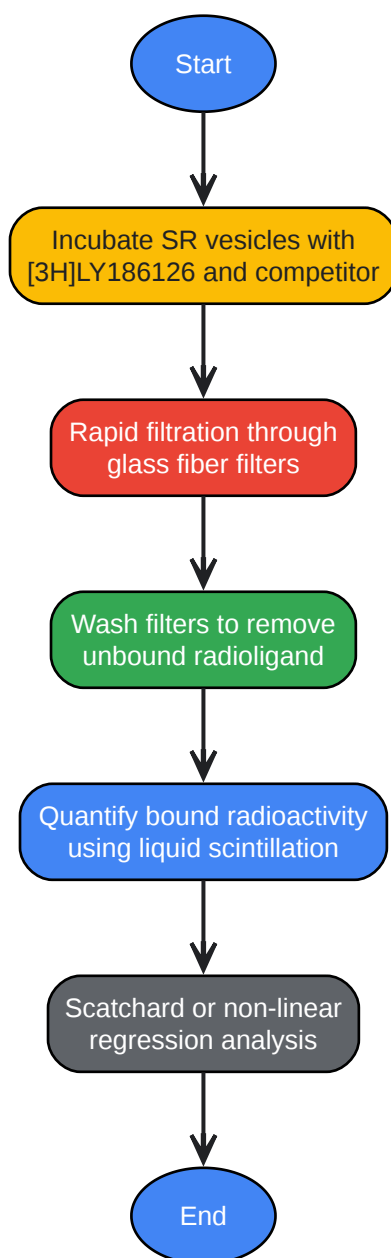 Start
Incubate SR vesicles with
[3H]LY186126 and competitor
Rapid filtration through
glass fiber filters
Wash filters to remove
unbound radioligand
Quantify bound radioactivity
using liquid scintillation
Scatchard or non-linear
regression analysis
End